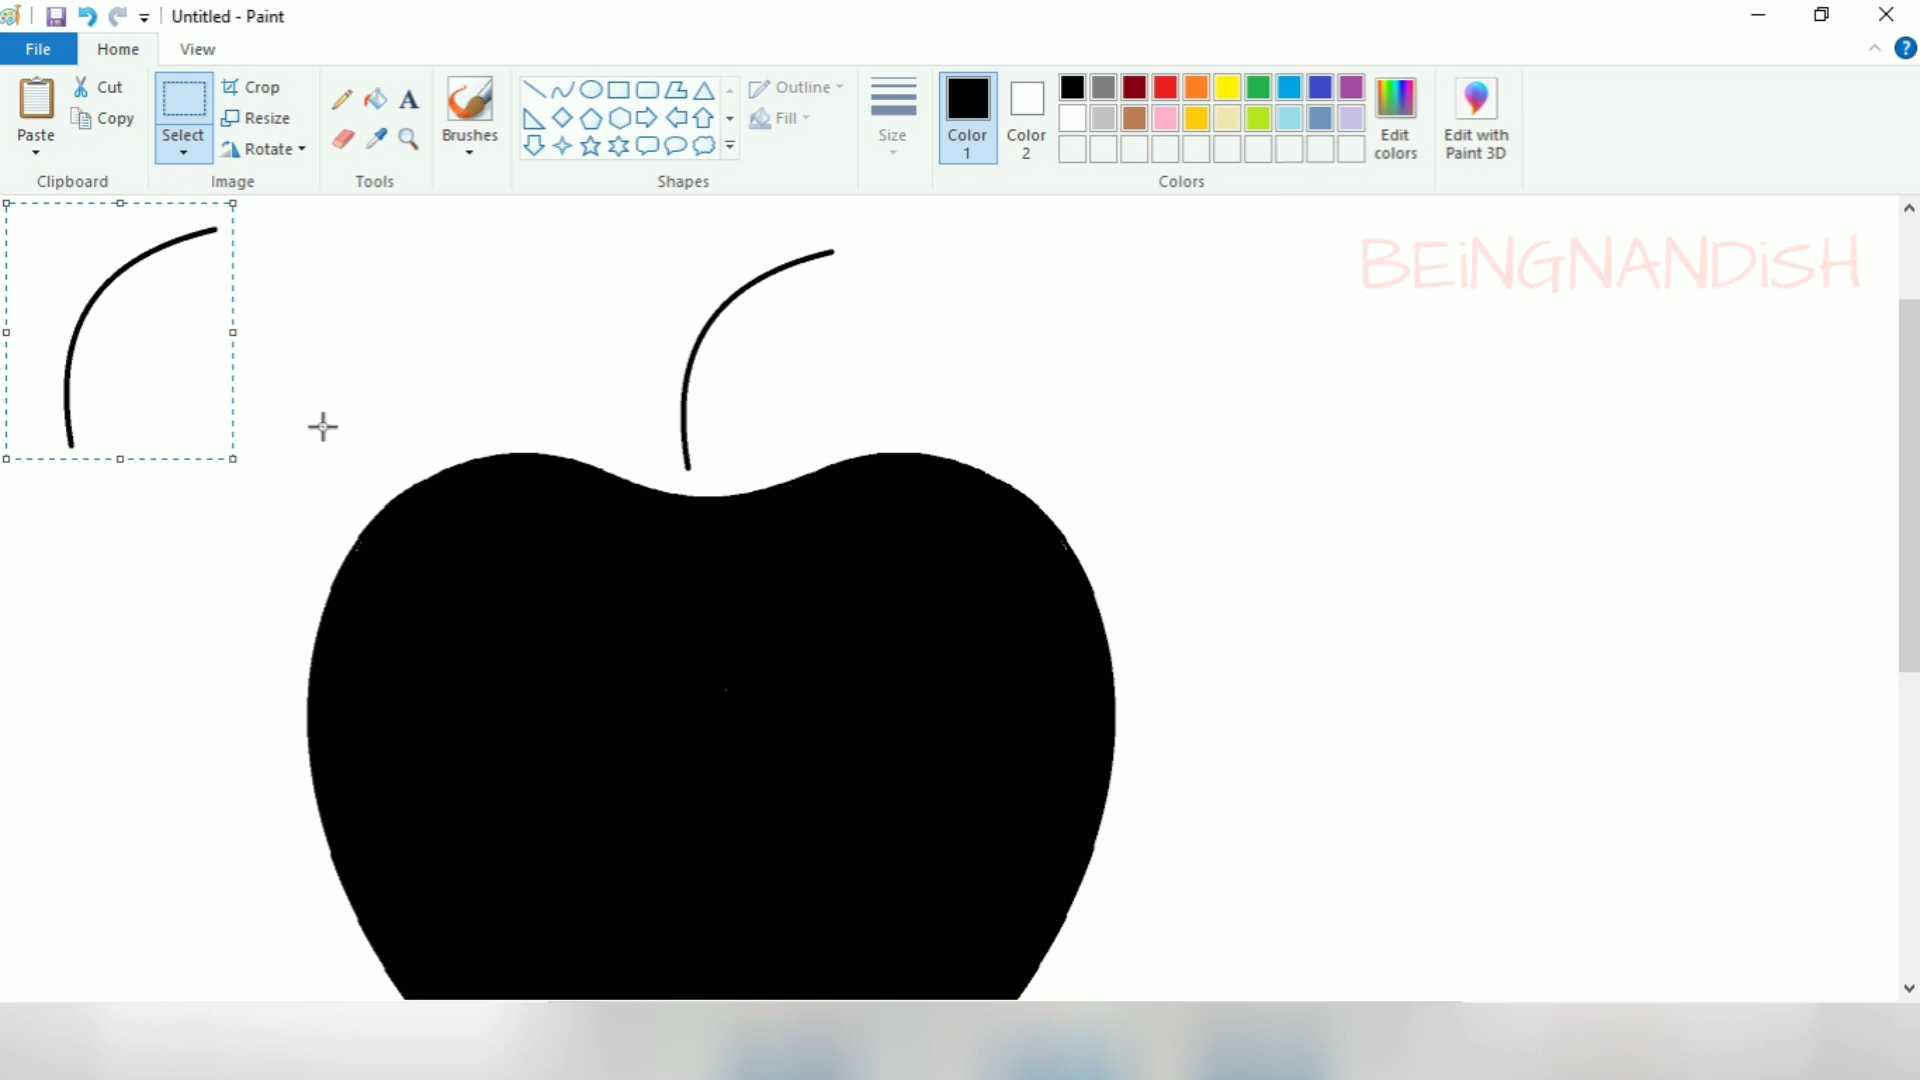 Untitled - Paint
File Home View
Paste
Cut
Copy
Clipboard
Select
Crop
Resize
Rotate
Image
Tools
Brushes
Shapes
Outline
Fill
Size
Color 1
Color 2
Colors
Edit colors
Edit with Paint 3D
BEiNGNANDiSH